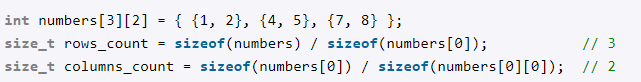 int numbers[3][2] = { {1, 2}, {4, 5}, {7, 8} };
size_t rows_count = sizeof(numbers) / sizeof(numbers[0]);            // 3
size_t columns_count = sizeof(numbers[0]) / sizeof(numbers[0][0]);  // 2